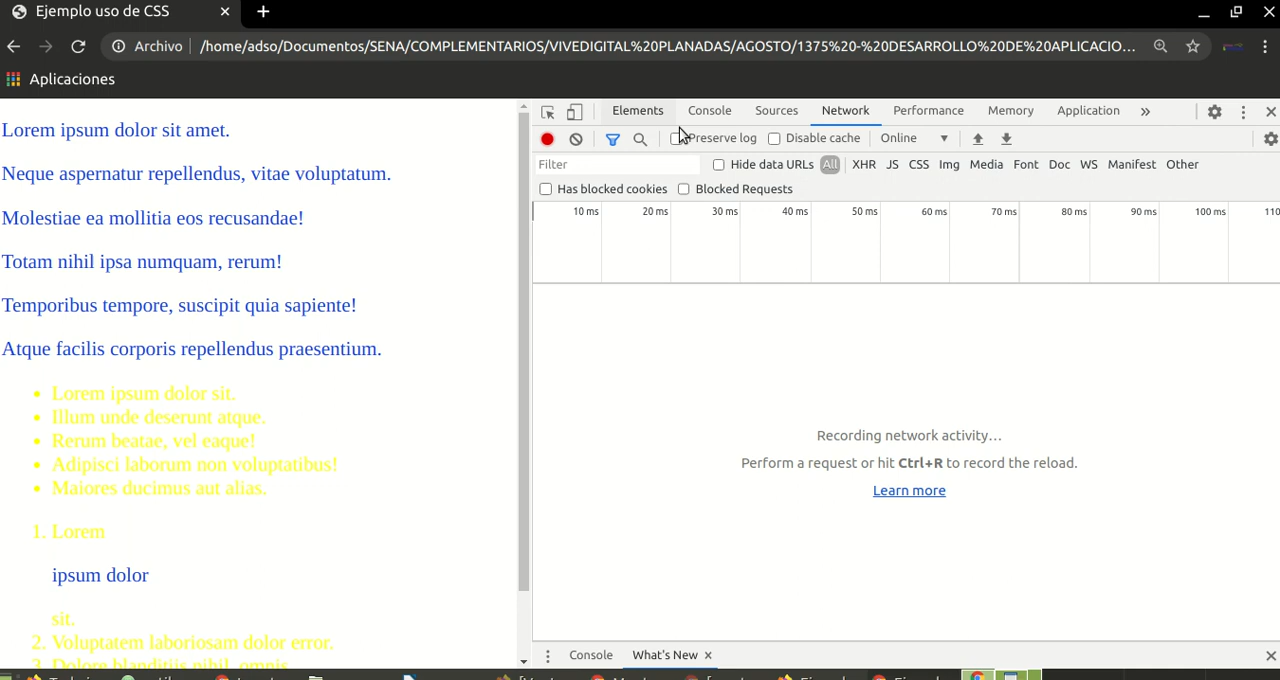 Ejemplo uso de CSS
Archivo /home/adso/Documentos/SENA/COMPLEMENTARIOS/VIVEDIGITAL%20PLANADAS/AGOSTO/1375%20-%20DESARROLLO%20DE%20APLICACIO...
Aplicaciones
Lorem ipsum dolor sit amet.
Neque aspernatur repellendus, vitae voluptatum.
Molestiae ea mollitia eos recusandae!
Totam nihil ipsa numquam, rerum!
Temporibus tempore, suscipit quia sapiente!
Atque facilis corporis repellendus praesentium.
• Lorem ipsum dolor sit.
• Illum unde deserunt atque.
• Rerum beatae, vel eaque!
• Adipisci laborum non voluptatibus!
• Maiores ducimus aut alias.
1. Lorem
ipsum dolor
sit.
2. Voluptatem laboriosam dolor error.
3. Dolore blanditiis nihil, omnis.
Elements Console Sources Network Performance Memory Application »
Preserve log Disable cache Online
Filter Hide data URLs All XHR JS CSS Img Media Font Doc WS Manifest Other
Has blocked cookies Blocked Requests
10 ms 20 ms 30 ms 40 ms 50 ms 60 ms 70 ms 80 ms 90 ms 100 ms 110
Recording network activity…
Perform a request or hit Ctrl+R to record the reload.
Learn more
Console What's New